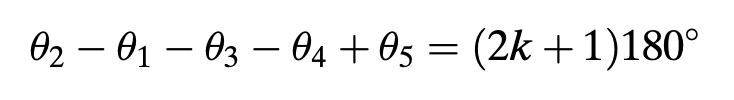 θ₂ − θ₁ − θ₃ − θ₄ + θ₅ = (2k + 1)180°